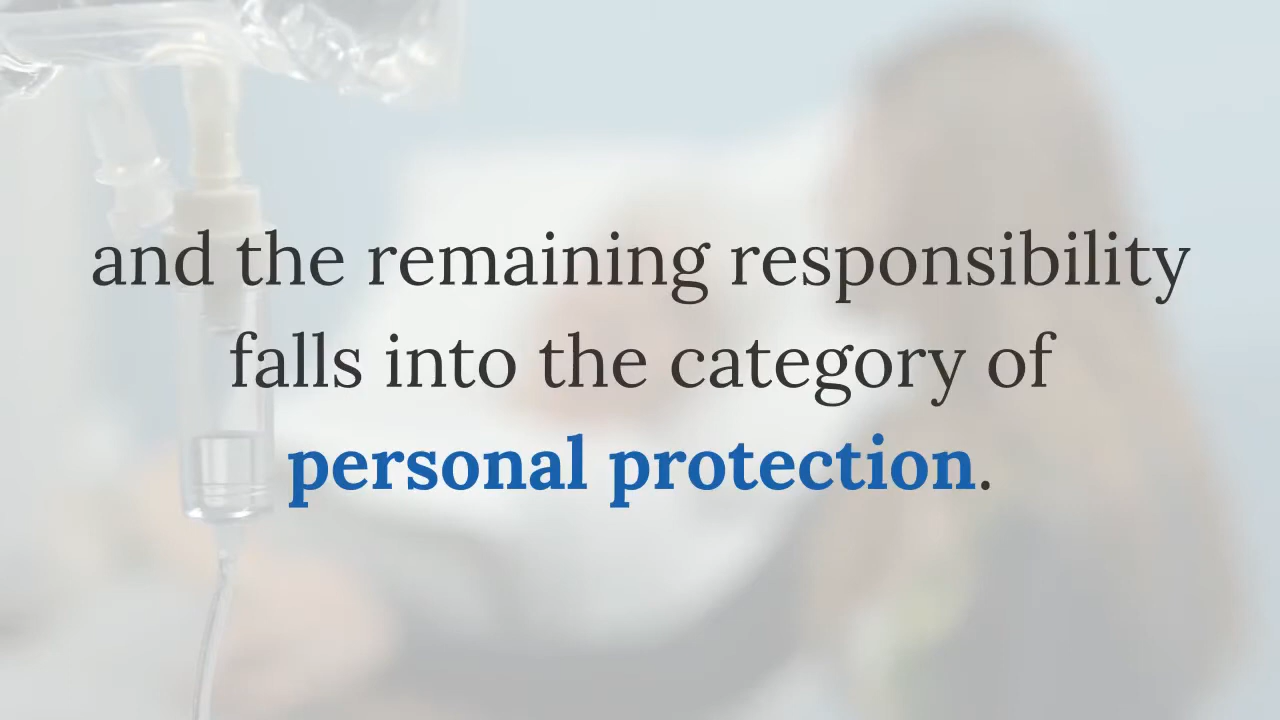 and the remaining responsibility
falls into the category of
personal protection.